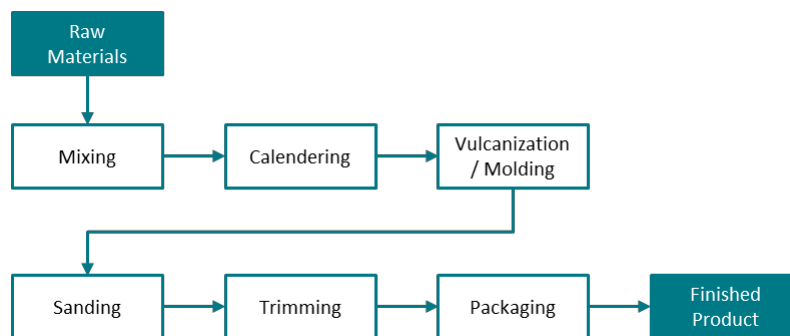 Raw
Materials
Mixing
Calendering
Vulcanization
/ Molding
Sanding
Trimming
Packaging
Finished
Product